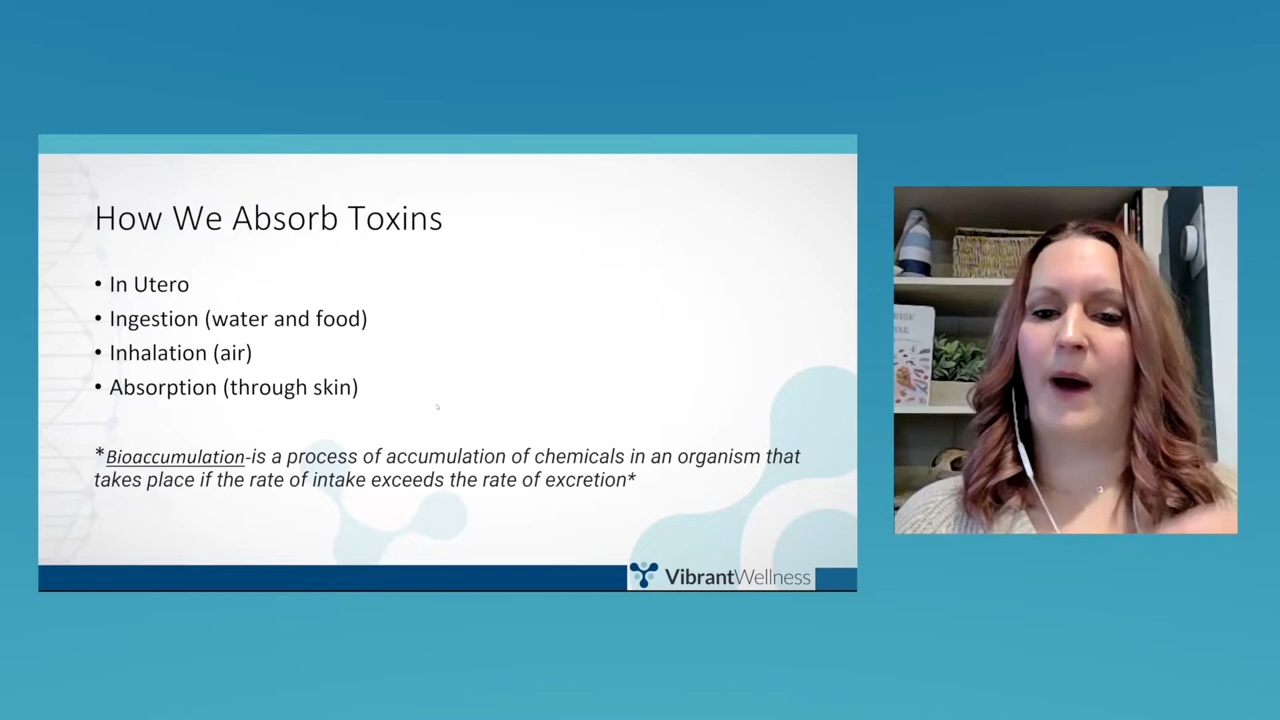 How We Absorb Toxins
• In Utero
• Ingestion (water and food)
• Inhalation (air)
• Absorption (through skin)
*Bioaccumulation-is a process of accumulation of chemicals in an organism that
takes place if the rate of intake exceeds the rate of excretion*
VibrantWellness